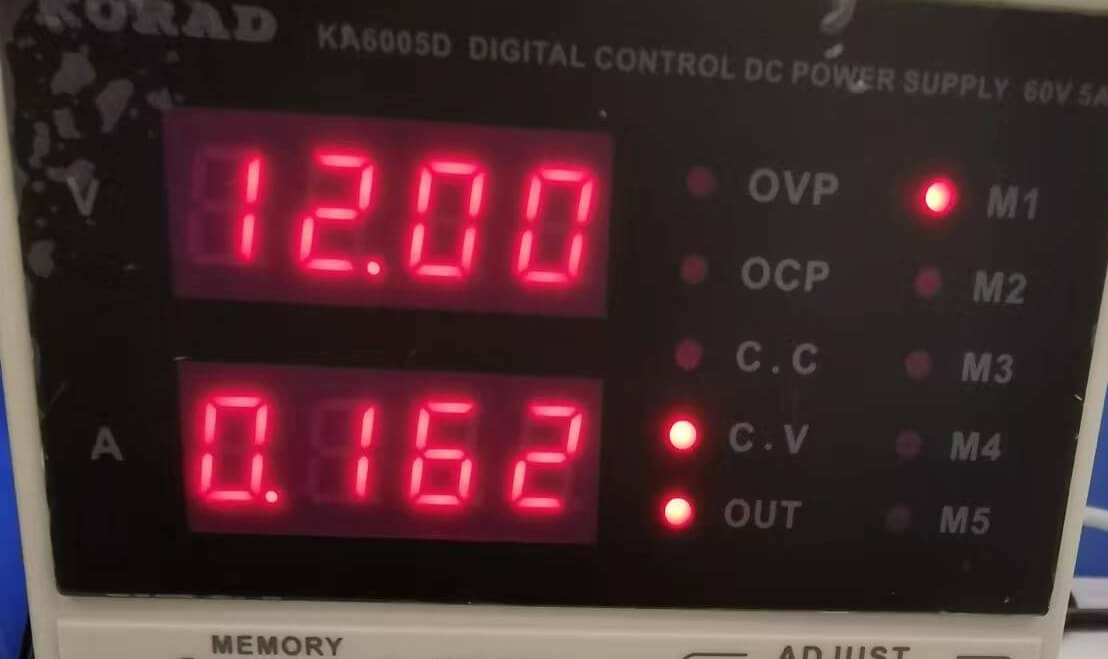 KORAD
KA6005D DIGITAL CONTROL DC POWER SUPPLY 60V 5A
V
12.00
OVP
M1
OCP
M2
C.C
M3
A
0.162
C.V
M4
OUT
M5
MEMORY
ADJUST